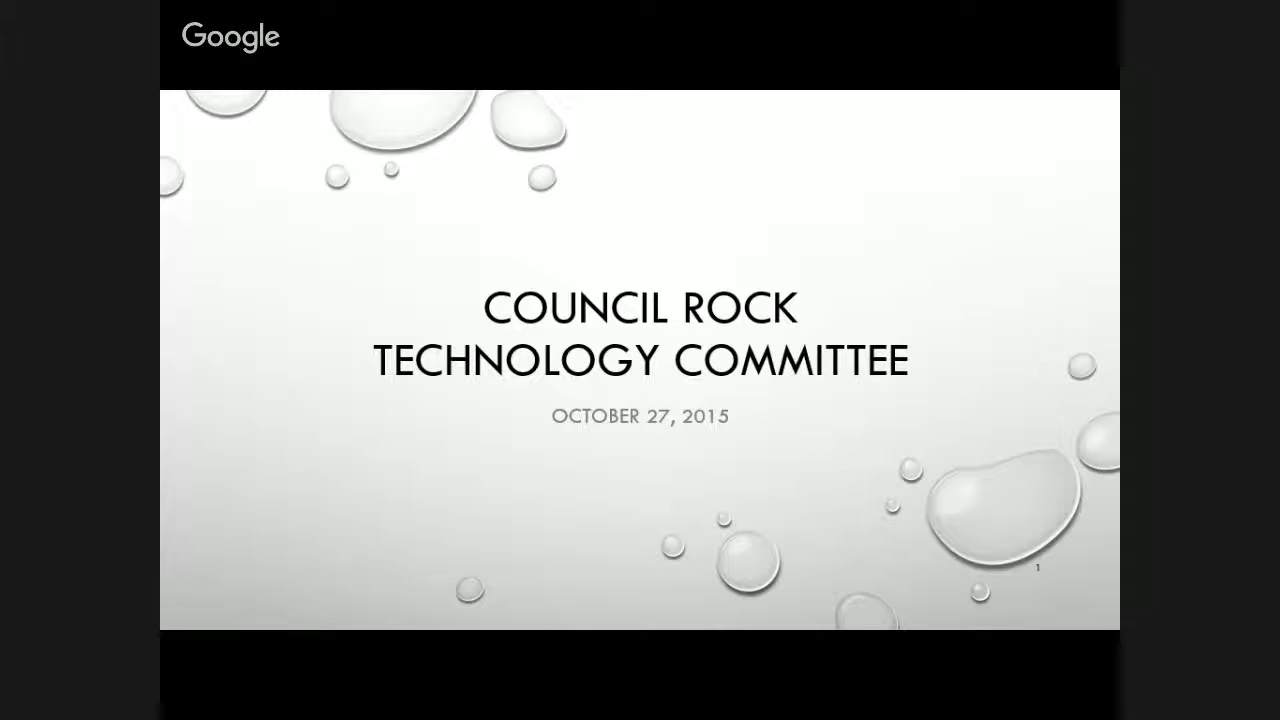 Google
COUNCIL ROCK
TECHNOLOGY COMMITTEE
OCTOBER 27, 2015
1